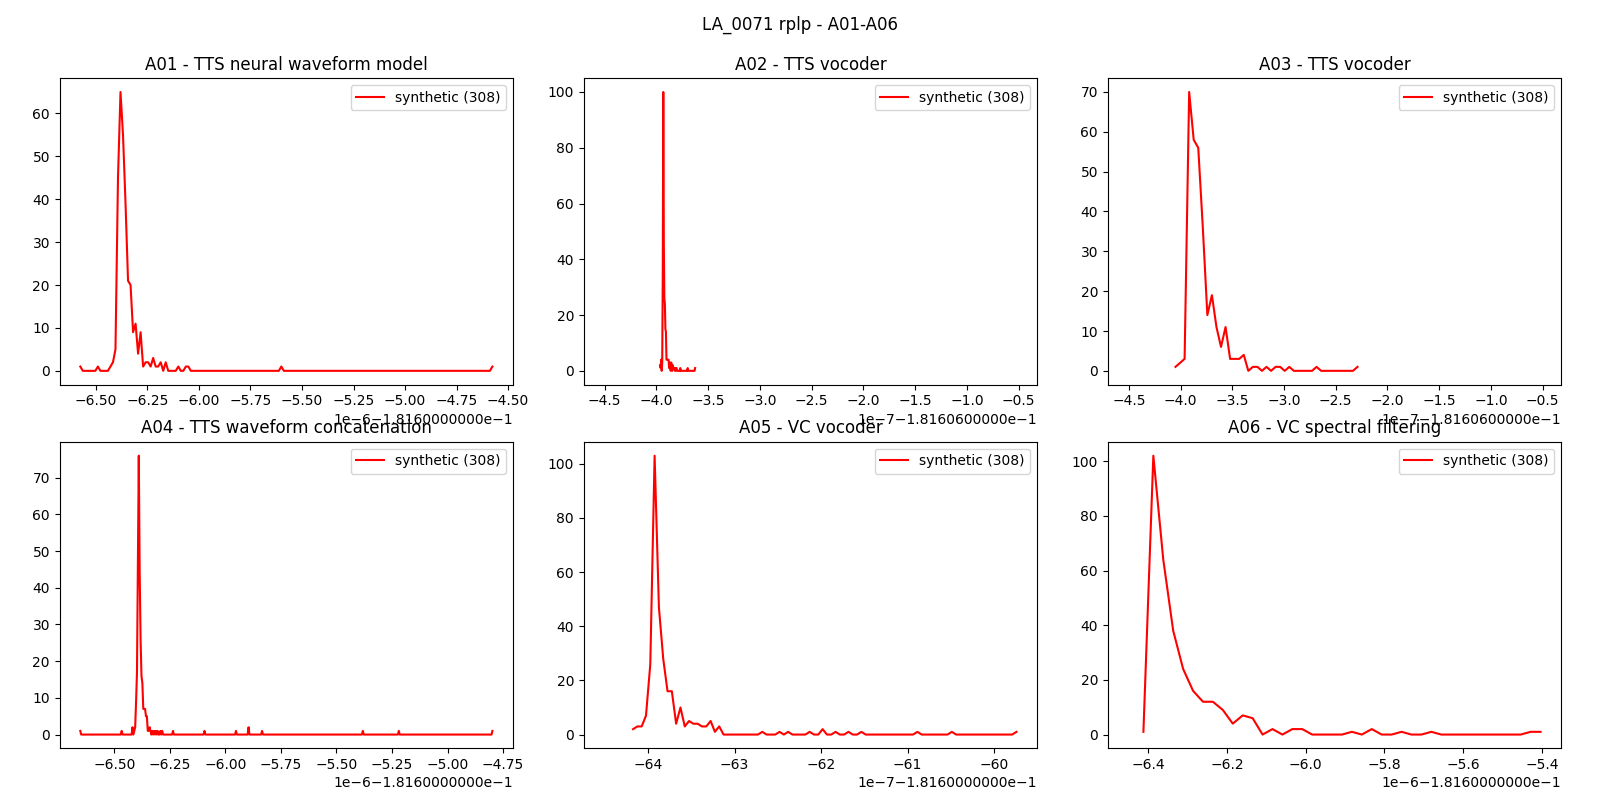 LA_0071 rplp - A01-A06
A01 - TTS neural waveform model
A02 - TTS vocoder
A03 - TTS vocoder
synthetic (308)
synthetic (308)
synthetic (308)
60
50
40
30
20
10
0
100
80
60
40
20
0
70
60
50
40
30
20
10
0
−6.50 −6.25 −6.00 −5.75 −5.50 −5.25 −5.00 −4.75 −4.50
−4.5 −4.0 −3.5 −3.0 −2.5 −2.0 −1.5 −1.0 −0.5
−4.5 −4.0 −3.5 −3.0 −2.5 −2.0 −1.5 −1.0 −0.5
1e−6−1.8160000000e−1
1e−7−1.8160600000e−1
1e−7−1.8160600000e−1
A04 - TTS waveform concatenation
A05 - VC vocoder
A06 - VC spectral filtering
synthetic (308)
synthetic (308)
synthetic (308)
70
60
50
40
30
20
10
0
100
80
60
40
20
0
100
80
60
40
20
0
−6.50 −6.25 −6.00 −5.75 −5.50 −5.25 −5.00 −4.75
−64 −63 −62 −61 −60
−6.4 −6.2 −6.0 −5.8 −5.6 −5.4
1e−6−1.8160000000e−1
1e−7−1.8160000000e−1
1e−6−1.8160000000e−1